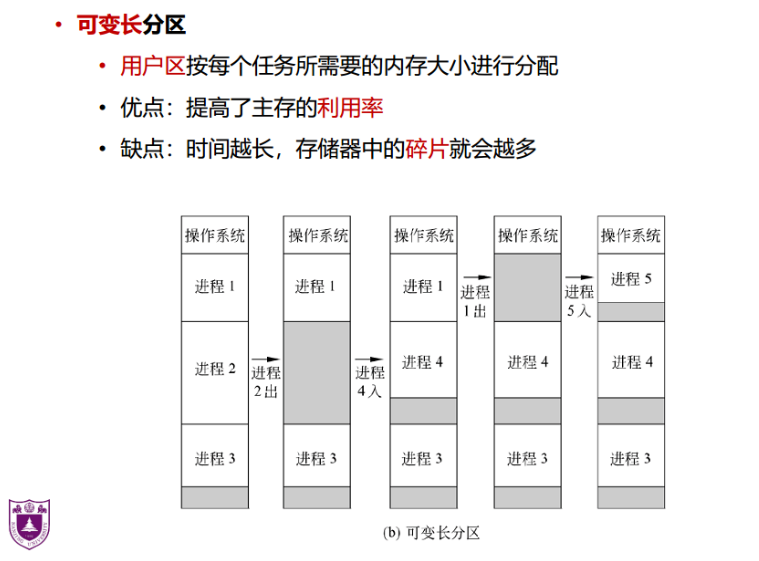 • 可变长分区
• 用户区按每个任务所需要的内存大小进行分配
• 优点：提高了主存的利用率
• 缺点：时间越长，存储器中的碎片就会越多
操作系统
进程 1
进程 2
进程 3
进程
2出
操作系统
进程 1
进程 3
进程
4入
操作系统
进程 1
进程 4
进程 3
进程
1出
操作系统
进程 4
进程 3
进程
5入
操作系统
进程 5
进程 4
进程 3
(b) 可变长分区